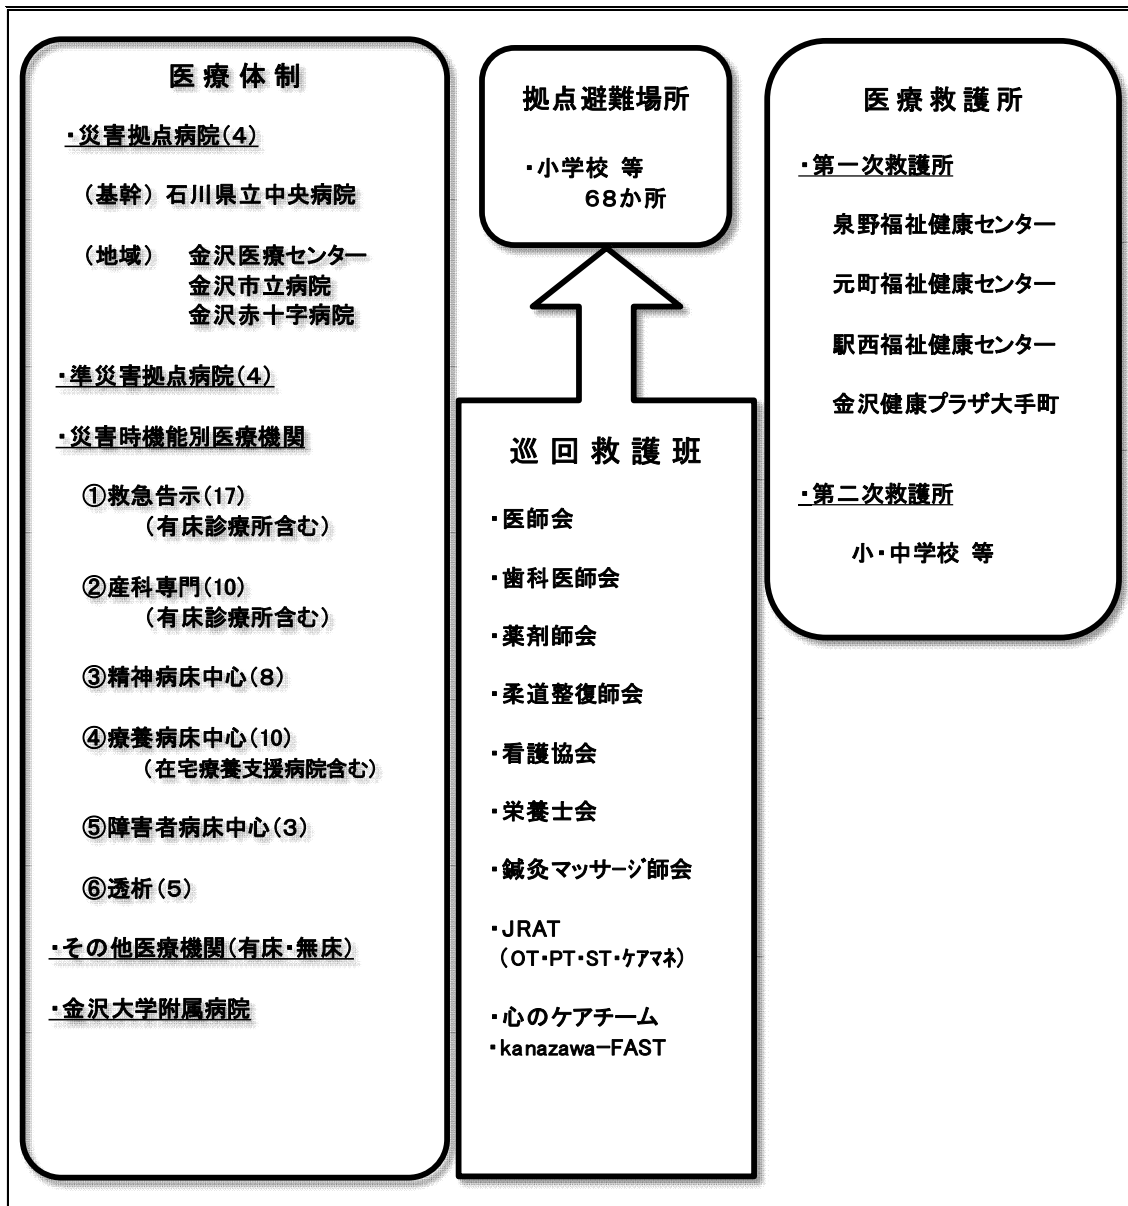 医療体制
・災害拠点病院(4)
(基幹) 石川県立中央病院
(地域) 金沢医療センター
金沢市立病院
金沢赤十字病院
・準災害拠点病院(4)
・災害時機能別医療機関
①救急告示(17)
(有床診療所含む)
②産科専門(10)
(有床診療所含む)
③精神病床中心(8)
④療養病床中心(10)
(在宅療養支援病院含む)
⑤障害者病床中心(3)
⑥透析(5)
・その他医療機関(有床・無床)
・金沢大学附属病院
拠点避難場所
・小学校 等
68か所
巡回救護班
・医師会
・歯科医師会
・薬剤師会
・柔道整復師会
・看護協会
・栄養士会
・鍼灸マッサージ師会
・JRAT
(OT・PT・ST・ケアマネ)
・心のケアチーム
・kanazawa-FAST
医療救護所
・第一次救護所
泉野福祉健康センター
元町福祉健康センター
駅西福祉健康センター
金沢健康プラザ大手町
・第二次救護所
小・中学校 等